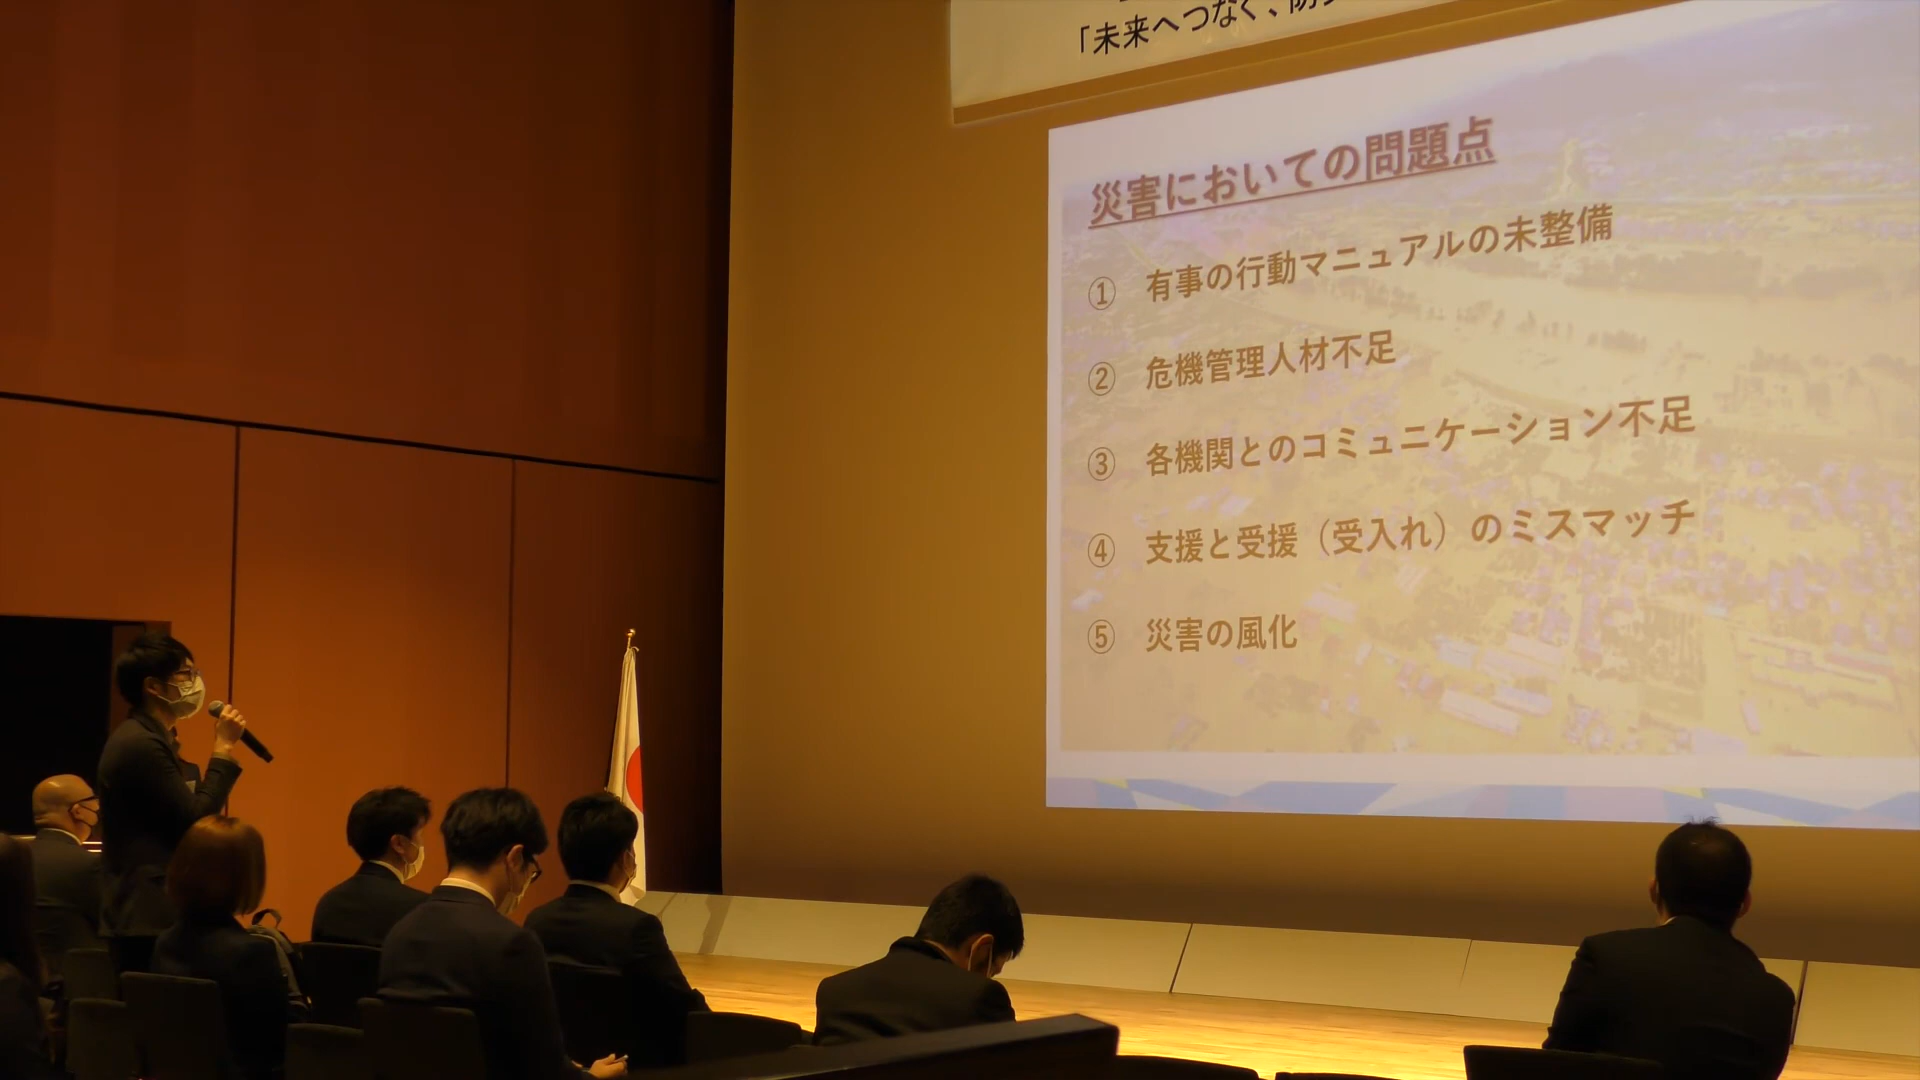 「未来へつなぐ、防災
災害においての問題点
① 有事の行動マニュアルの未整備
② 危機管理人材不足
③ 各機関とのコミュニケーション不足
④ 支援と受援（受入れ）のミスマッチ
⑤ 災害の風化